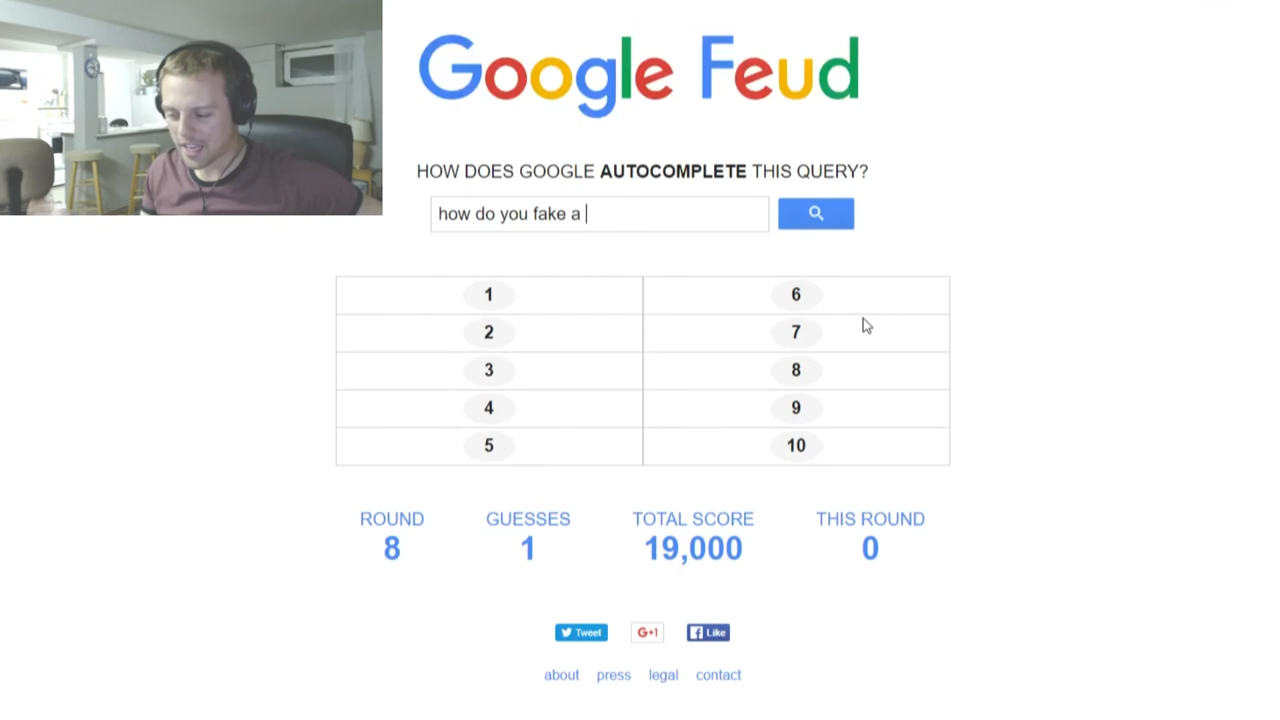 Google Feud
HOW DOES GOOGLE AUTOCOMPLETE THIS QUERY?
how do you fake a
1 6
2 7
3 8
4 9
5 10
ROUND GUESSES TOTAL SCORE THIS ROUND
8 1 19,000 0
Tweet G+1 Like
about press legal contact